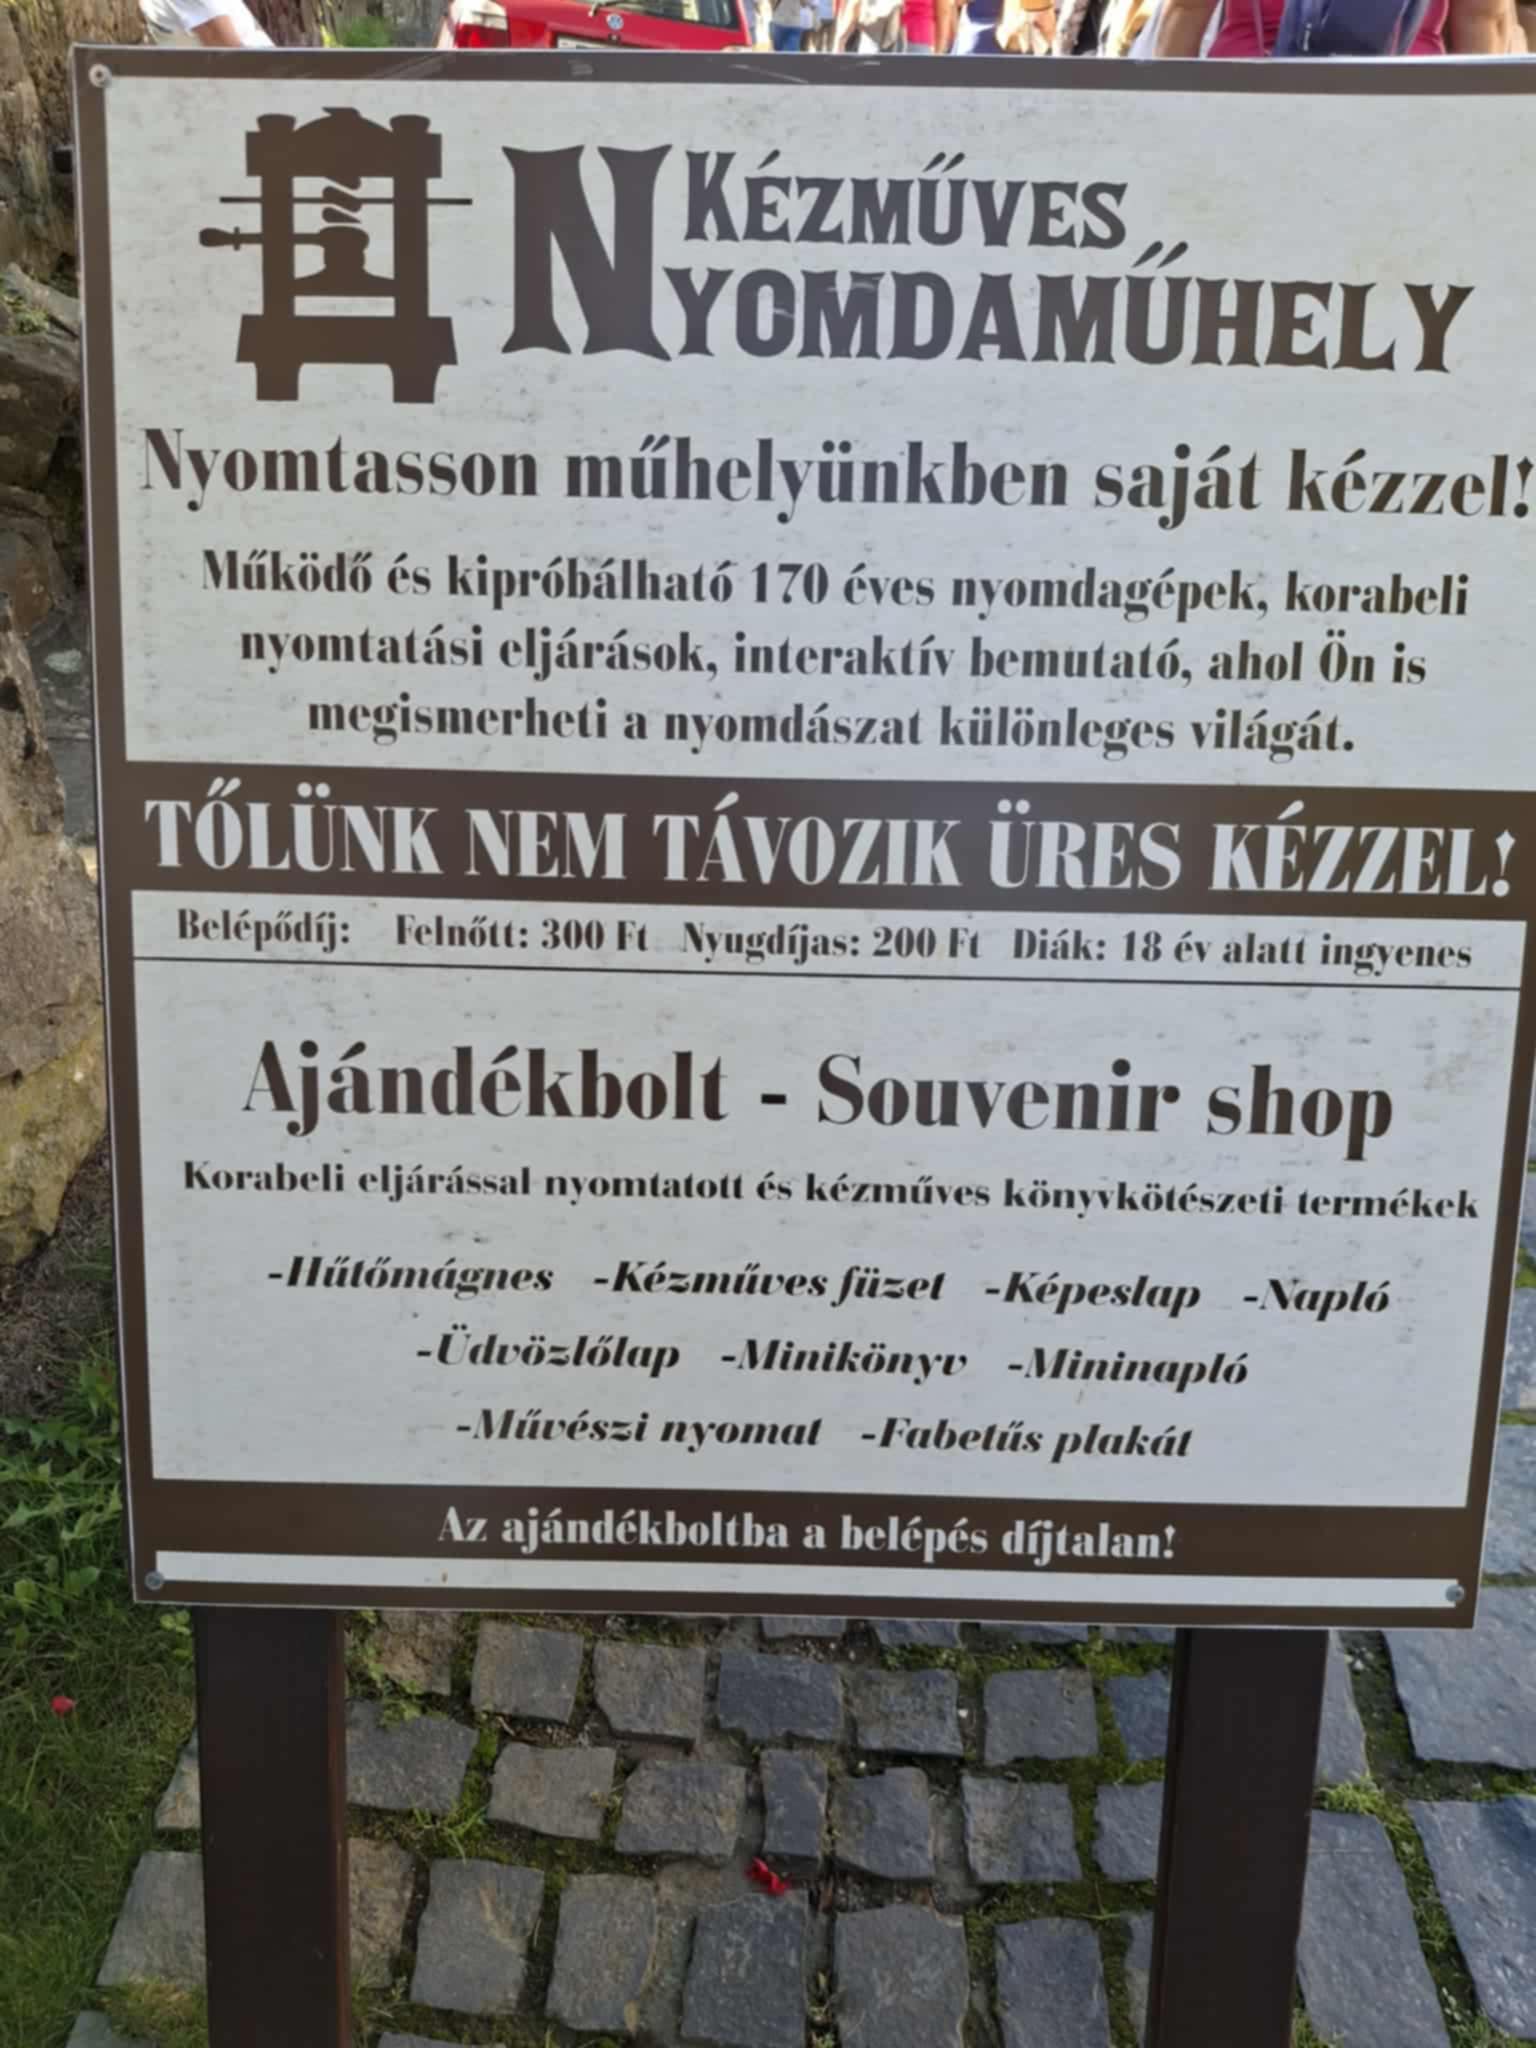 Kézműves
Nyomdaműhely
Nyomtasson műhelyünkben saját kézzel!
Működő és kipróbálható 170 éves nyomdagépek, korabeli
nyomtatási eljárások, interaktív bemutató, ahol Ön is
megismerheti a nyomdászat különleges világát.
TŐLÜNK NEM TÁVOZIK ÜRES KÉZZEL!
Belépődíj: Felnőtt: 300 Ft Nyugdíjas: 200 Ft Diák: 18 év alatt ingyenes
Ajándékbolt - Souvenir shop
Korabeli eljárással nyomtatott és kézműves könyvkötészeti termékek
-Hűtőmágnes -Kézműves füzet -Képeslap -Napló
-Üdvözlőlap -Minikönyv -Mininapló
-Művészi nyomat -Fabetűs plakát
Az ajándékboltba a belépés díjtalan!